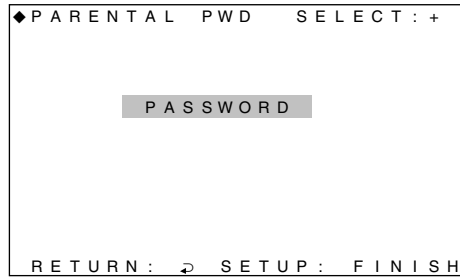 ◆PARENTAL PWD SELECT:+
PASSWORD
RETURN: ⊋ SETUP: FINISH